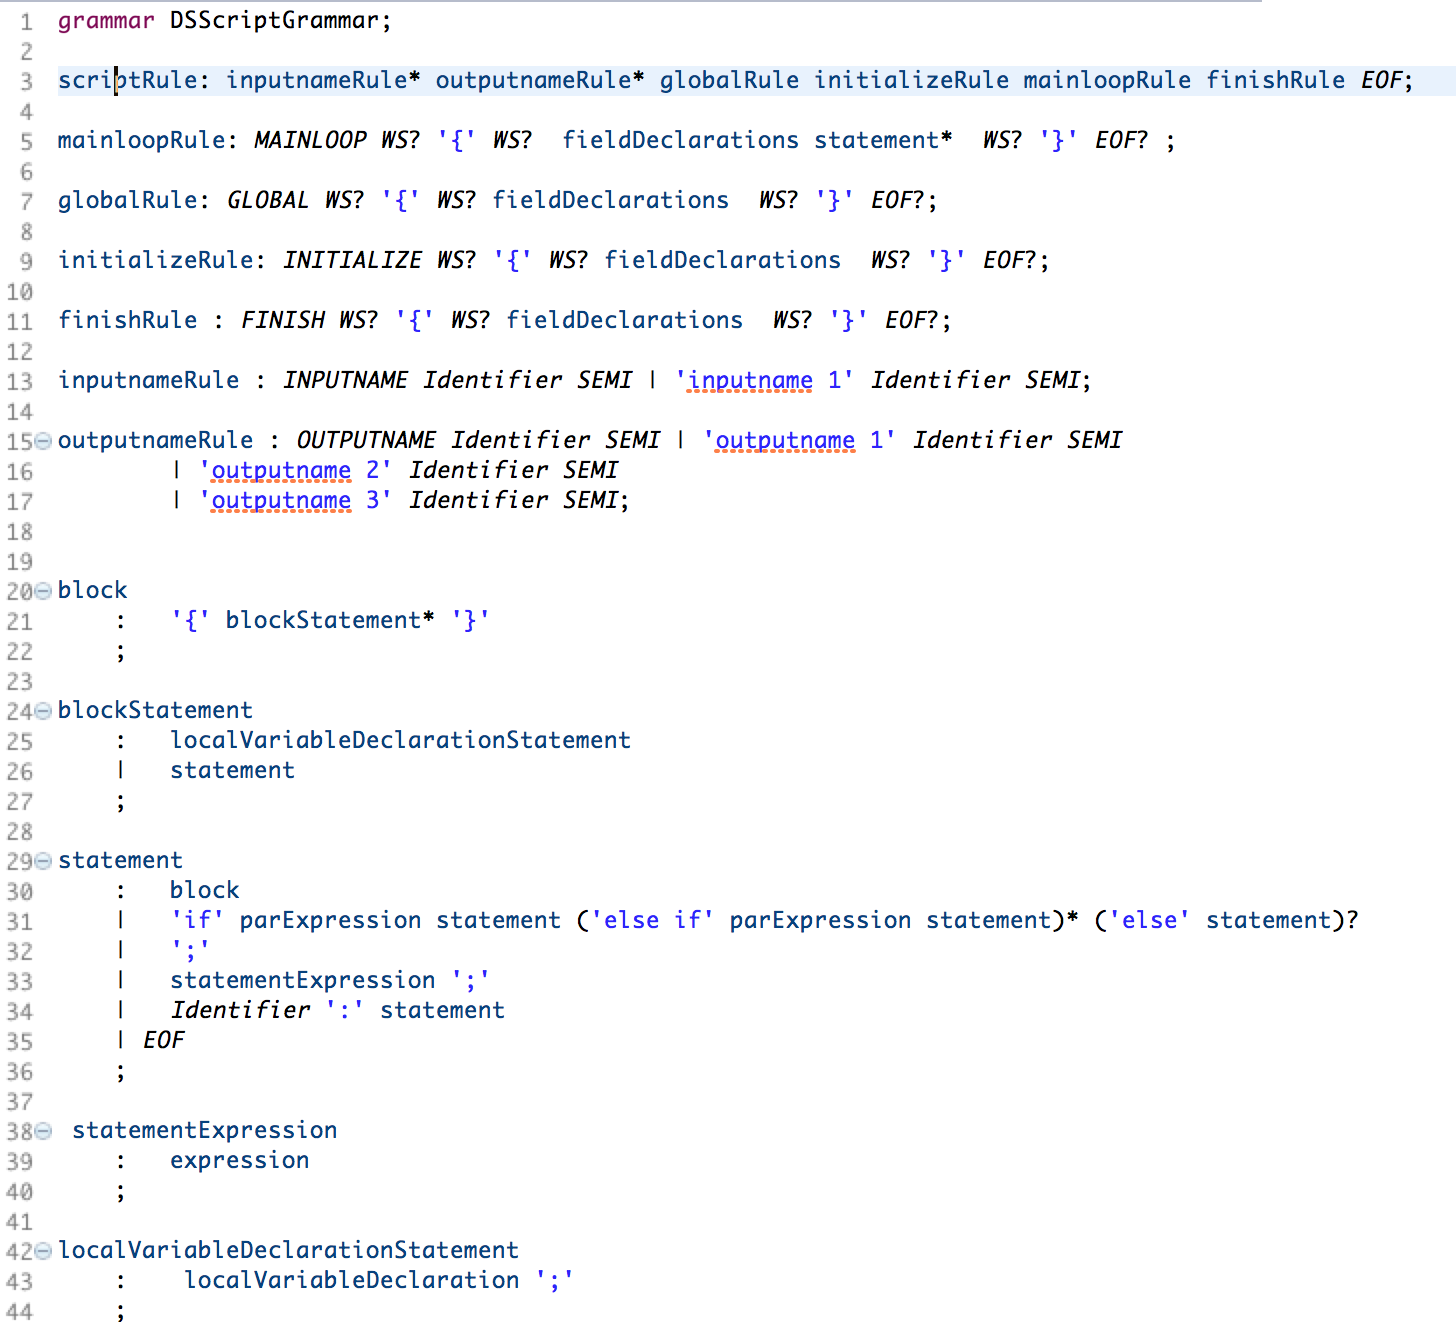 1 grammar DSScriptGrammar;
2
3 scriptRule: inputnameRule* outputnameRule* globalRule initializeRule mainloopRule finishRule EOF;
4
5 mainloopRule: MAINLOOP WS? '{' WS?  fieldDeclarations statement*  WS? '}' EOF? ;
6
7 globalRule: GLOBAL WS? '{' WS? fieldDeclarations  WS? '}' EOF?;
8
9 initializeRule: INITIALIZE WS? '{' WS? fieldDeclarations  WS? '}' EOF?;
10
11 finishRule : FINISH WS? '{' WS? fieldDeclarations  WS? '}' EOF?;
12
13 inputnameRule : INPUTNAME Identifier SEMI | 'inputname 1' Identifier SEMI;
14
15 outputnameRule : OUTPUTNAME Identifier SEMI | 'outputname 1' Identifier SEMI
16         | 'outputname 2' Identifier SEMI
17         | 'outputname 3' Identifier SEMI;
18
19
20 block
21     :   '{' blockStatement* '}'
22     ;
23
24 blockStatement
25     :   localVariableDeclarationStatement
26     |   statement
27     ;
28
29 statement
30     :   block
31     |   'if' parExpression statement ('else if' parExpression statement)* ('else' statement)?
32     |   ';'
33     |   statementExpression ';'
34     |   Identifier ':' statement
35     | EOF
36     ;
37
38  statementExpression
39     :   expression
40     ;
41
42 localVariableDeclarationStatement
43     :    localVariableDeclaration ';'
44     ;